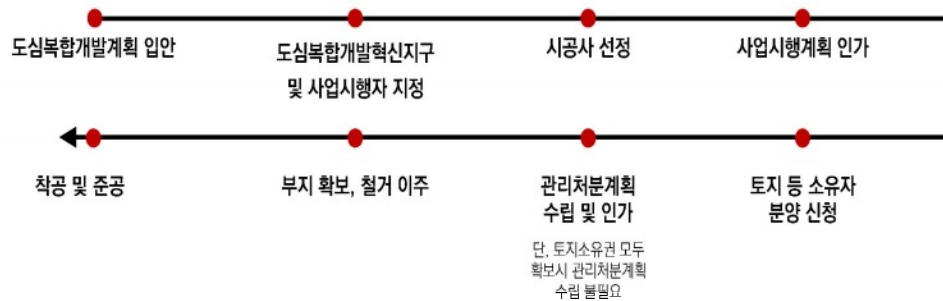 도심복합개발계획 입안
도심복합개발혁신지구
및 사업시행자 지정
시공사 선정
사업시행계획 인가
착공 및 준공
부지 확보, 철거 이주
관리처분계획
수립 및 인가
단, 토지소유권 모두
확보시 관리처분계획
수립 불필요
토지 등 소유자
분양 신청